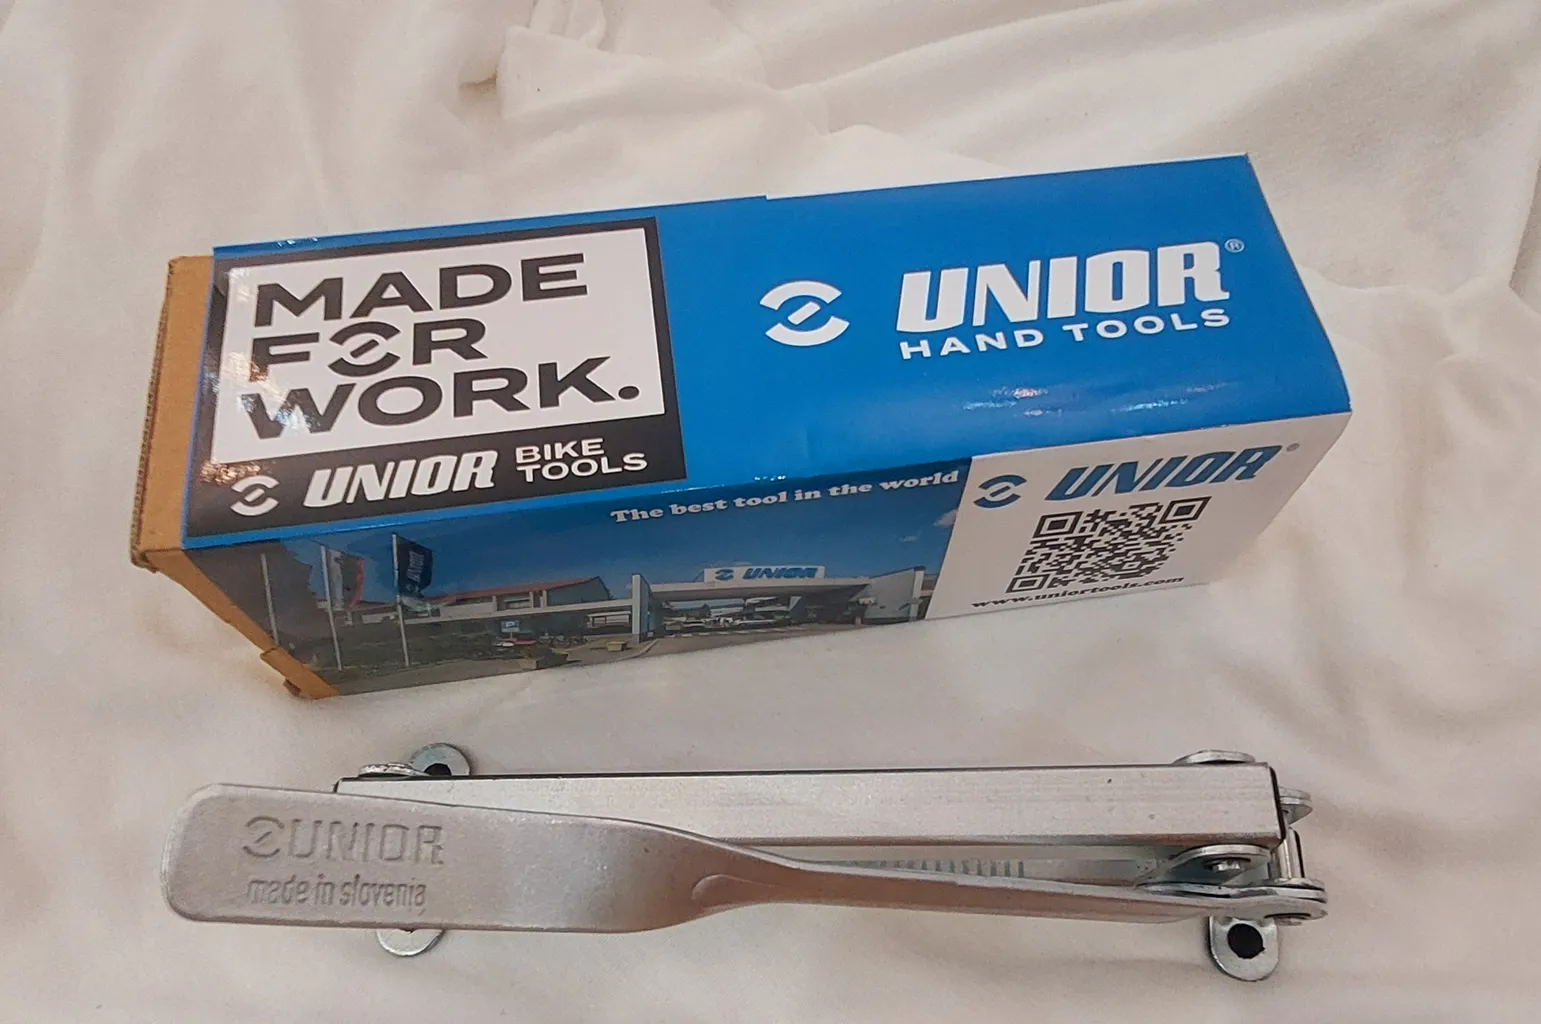 MADE
FOR
WORK.
UNIOR BIKE
TOOLS
UNIOR®
HAND TOOLS
The best tool in the world
UNIOR
UNIOR®
www.uniortools.com
UNIOR
made in slovenia